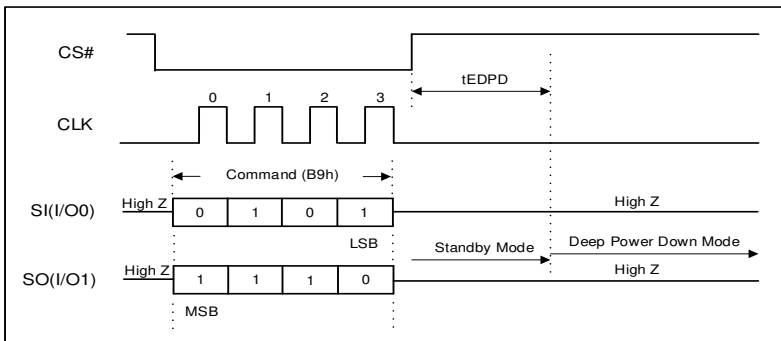 CS#
tEDPD
0 1 2 3
CLK
Command (B9h)
SI(I/O0) High Z 0 1 0 1 High Z
LSB Standby Mode Deep Power Down Mode
SO(I/O1) High Z 1 1 1 0 High Z
MSB